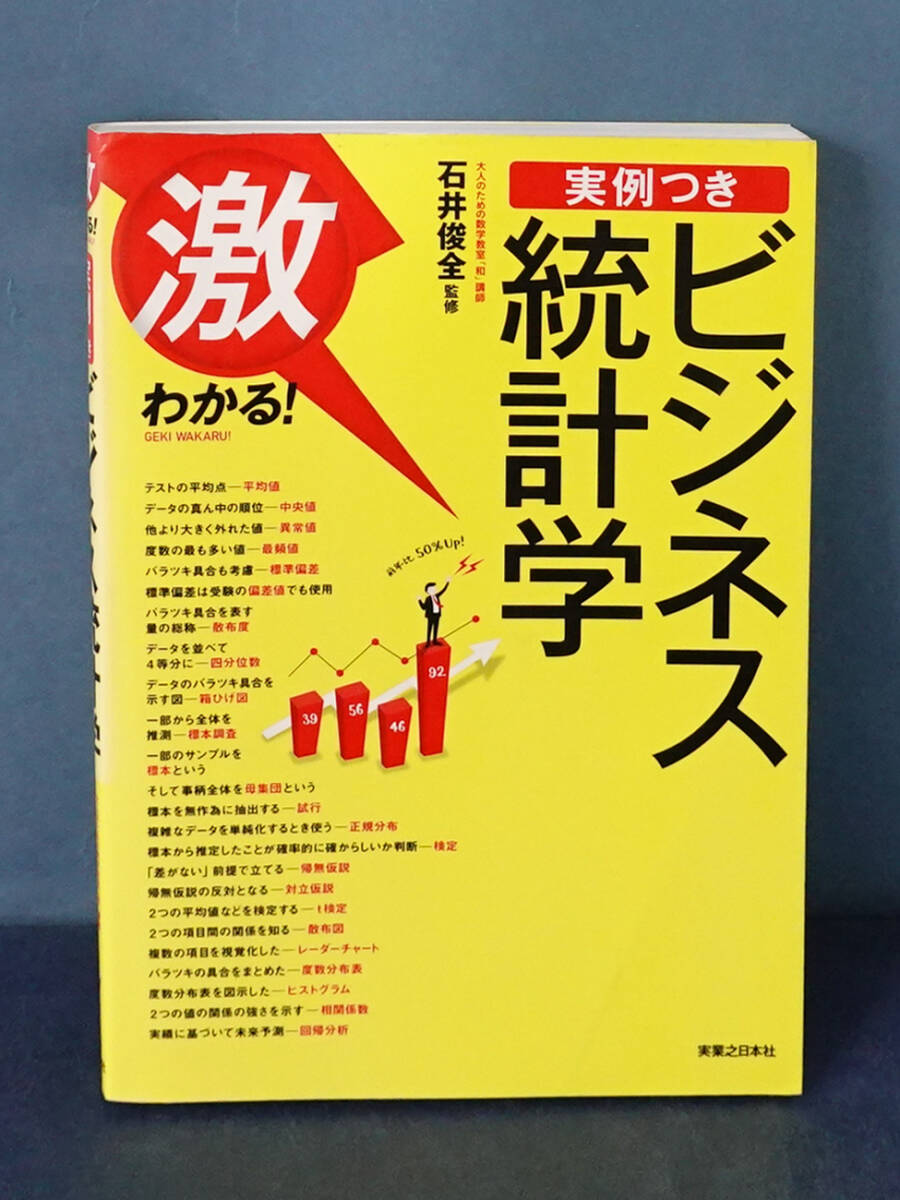 実例つき
ビジネス
統計学
大人のための数学教室「和」講師
石井俊全 監修
激
わかる!
GEKI WAKARU!
テストの平均点―平均値
データの真ん中の順位―中央値
他より大きく外れた値―異常値
度数の最も多い値―最頻値
バラツキ具合も考慮―標準偏差
標準偏差は受験の偏差値でも使用
バラツキ具合を表す
量の総称―散布度
データを並べて
4等分に―四分位数
データのバラツキ具合を
示す図―箱ひげ図
一部から全体を
推測―標本調査
一部のサンプルを
標本という
そして事柄全体を母集団という
標本を無作為に抽出する―試行
複雑なデータを単純化するとき使う―正規分布
標本から推定したことが確率的に確からしいか判断―検定
「差がない」前提で立てる―帰無仮説
帰無仮説の反対となる―対立仮説
2つの平均値などを検定する―t検定
2つの項目間の関係を知る―散布図
複数の項目を視覚化した―レーダーチャート
バラツキの具合をまとめた―度数分布表
度数分布表を図示した―ヒストグラム
2つの値の関係の強さを示す―相関係数
実績に基づいて未来予測―回帰分析
前年比 50%Up!
39
56
46
92
実業之日本社